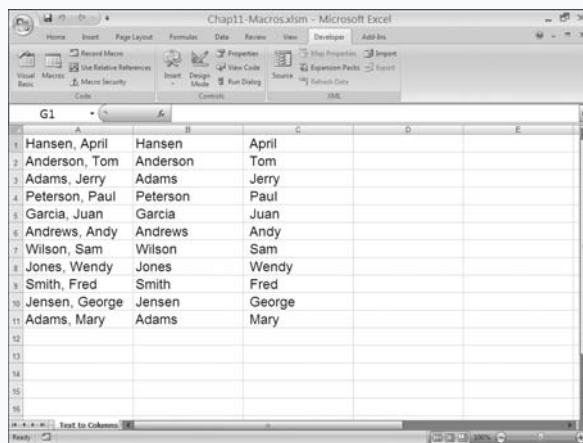 Chap11-Macros.xlsm - Microsoft Excel
Home Insert Page Layout Formulas Data Review View Developer Add-Ins
Visual Basic
Macros
Record Macro
Use Relative References
Macro Security
Code
Insert
Design Mode
Properties
View Code
Run Dialog
Controls
Source
Map Properties
Expansion Packs
Refresh Data
Import
Export
XML
G1 fx
A B C D E
1 Hansen, April Hansen April
2 Anderson, Tom Anderson Tom
3 Adams, Jerry Adams Jerry
4 Peterson, Paul Peterson Paul
5 Garcia, Juan Garcia Juan
6 Andrews, Andy Andrews Andy
7 Wilson, Sam Wilson Sam
8 Jones, Wendy Jones Wendy
9 Smith, Fred Smith Fred
10 Jensen, George Jensen George
11 Adams, Mary Adams Mary
12
13
14
15
16
Text to Columns
Ready 100%